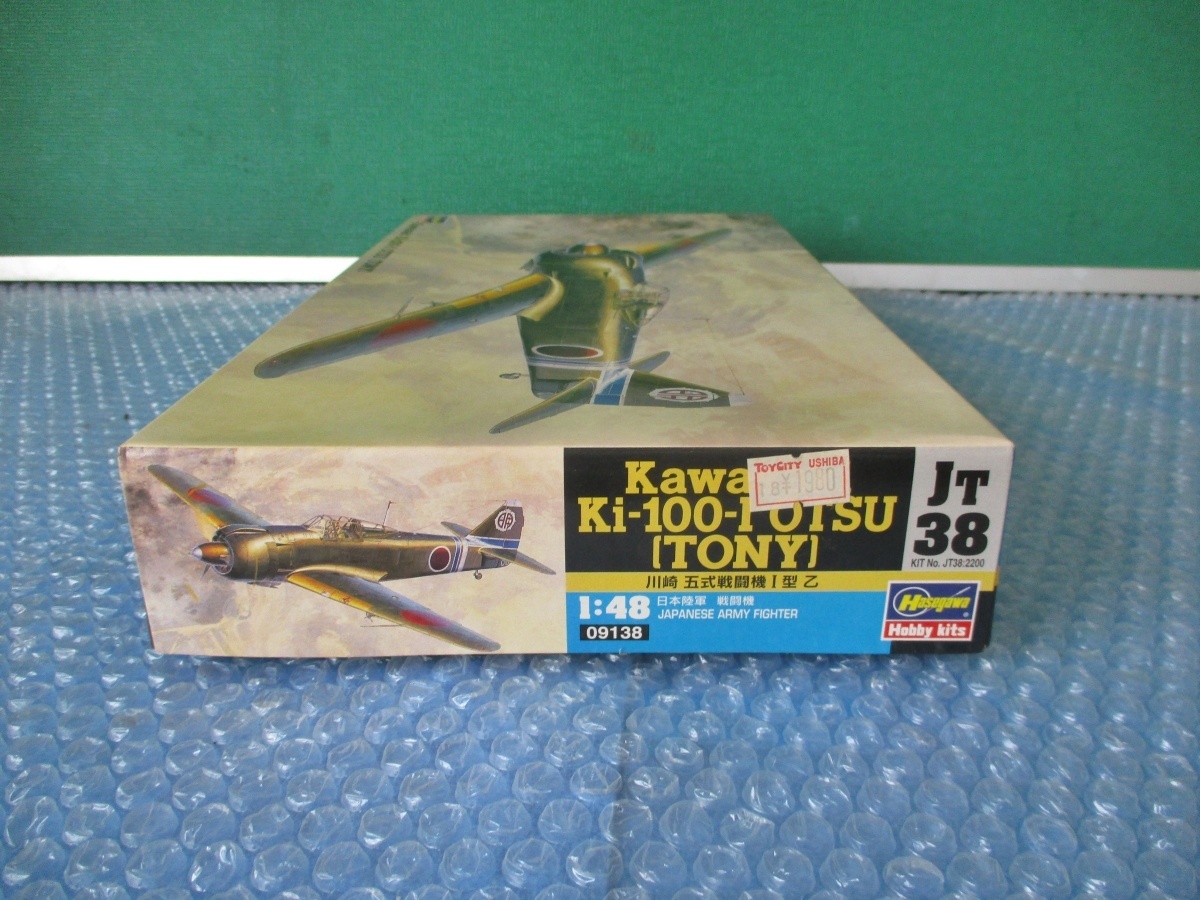 TOYCITY USHIBA
18¥1980
Kawa
Ki-100-I OTSU
(TONY)
川崎 五式戦闘機Ⅰ型 乙
1:48 日本陸軍 戦闘機
JAPANESE ARMY FIGHTER
09138
JT
38
KIT No. JT38:2200
Hasegawa
Hobby kits